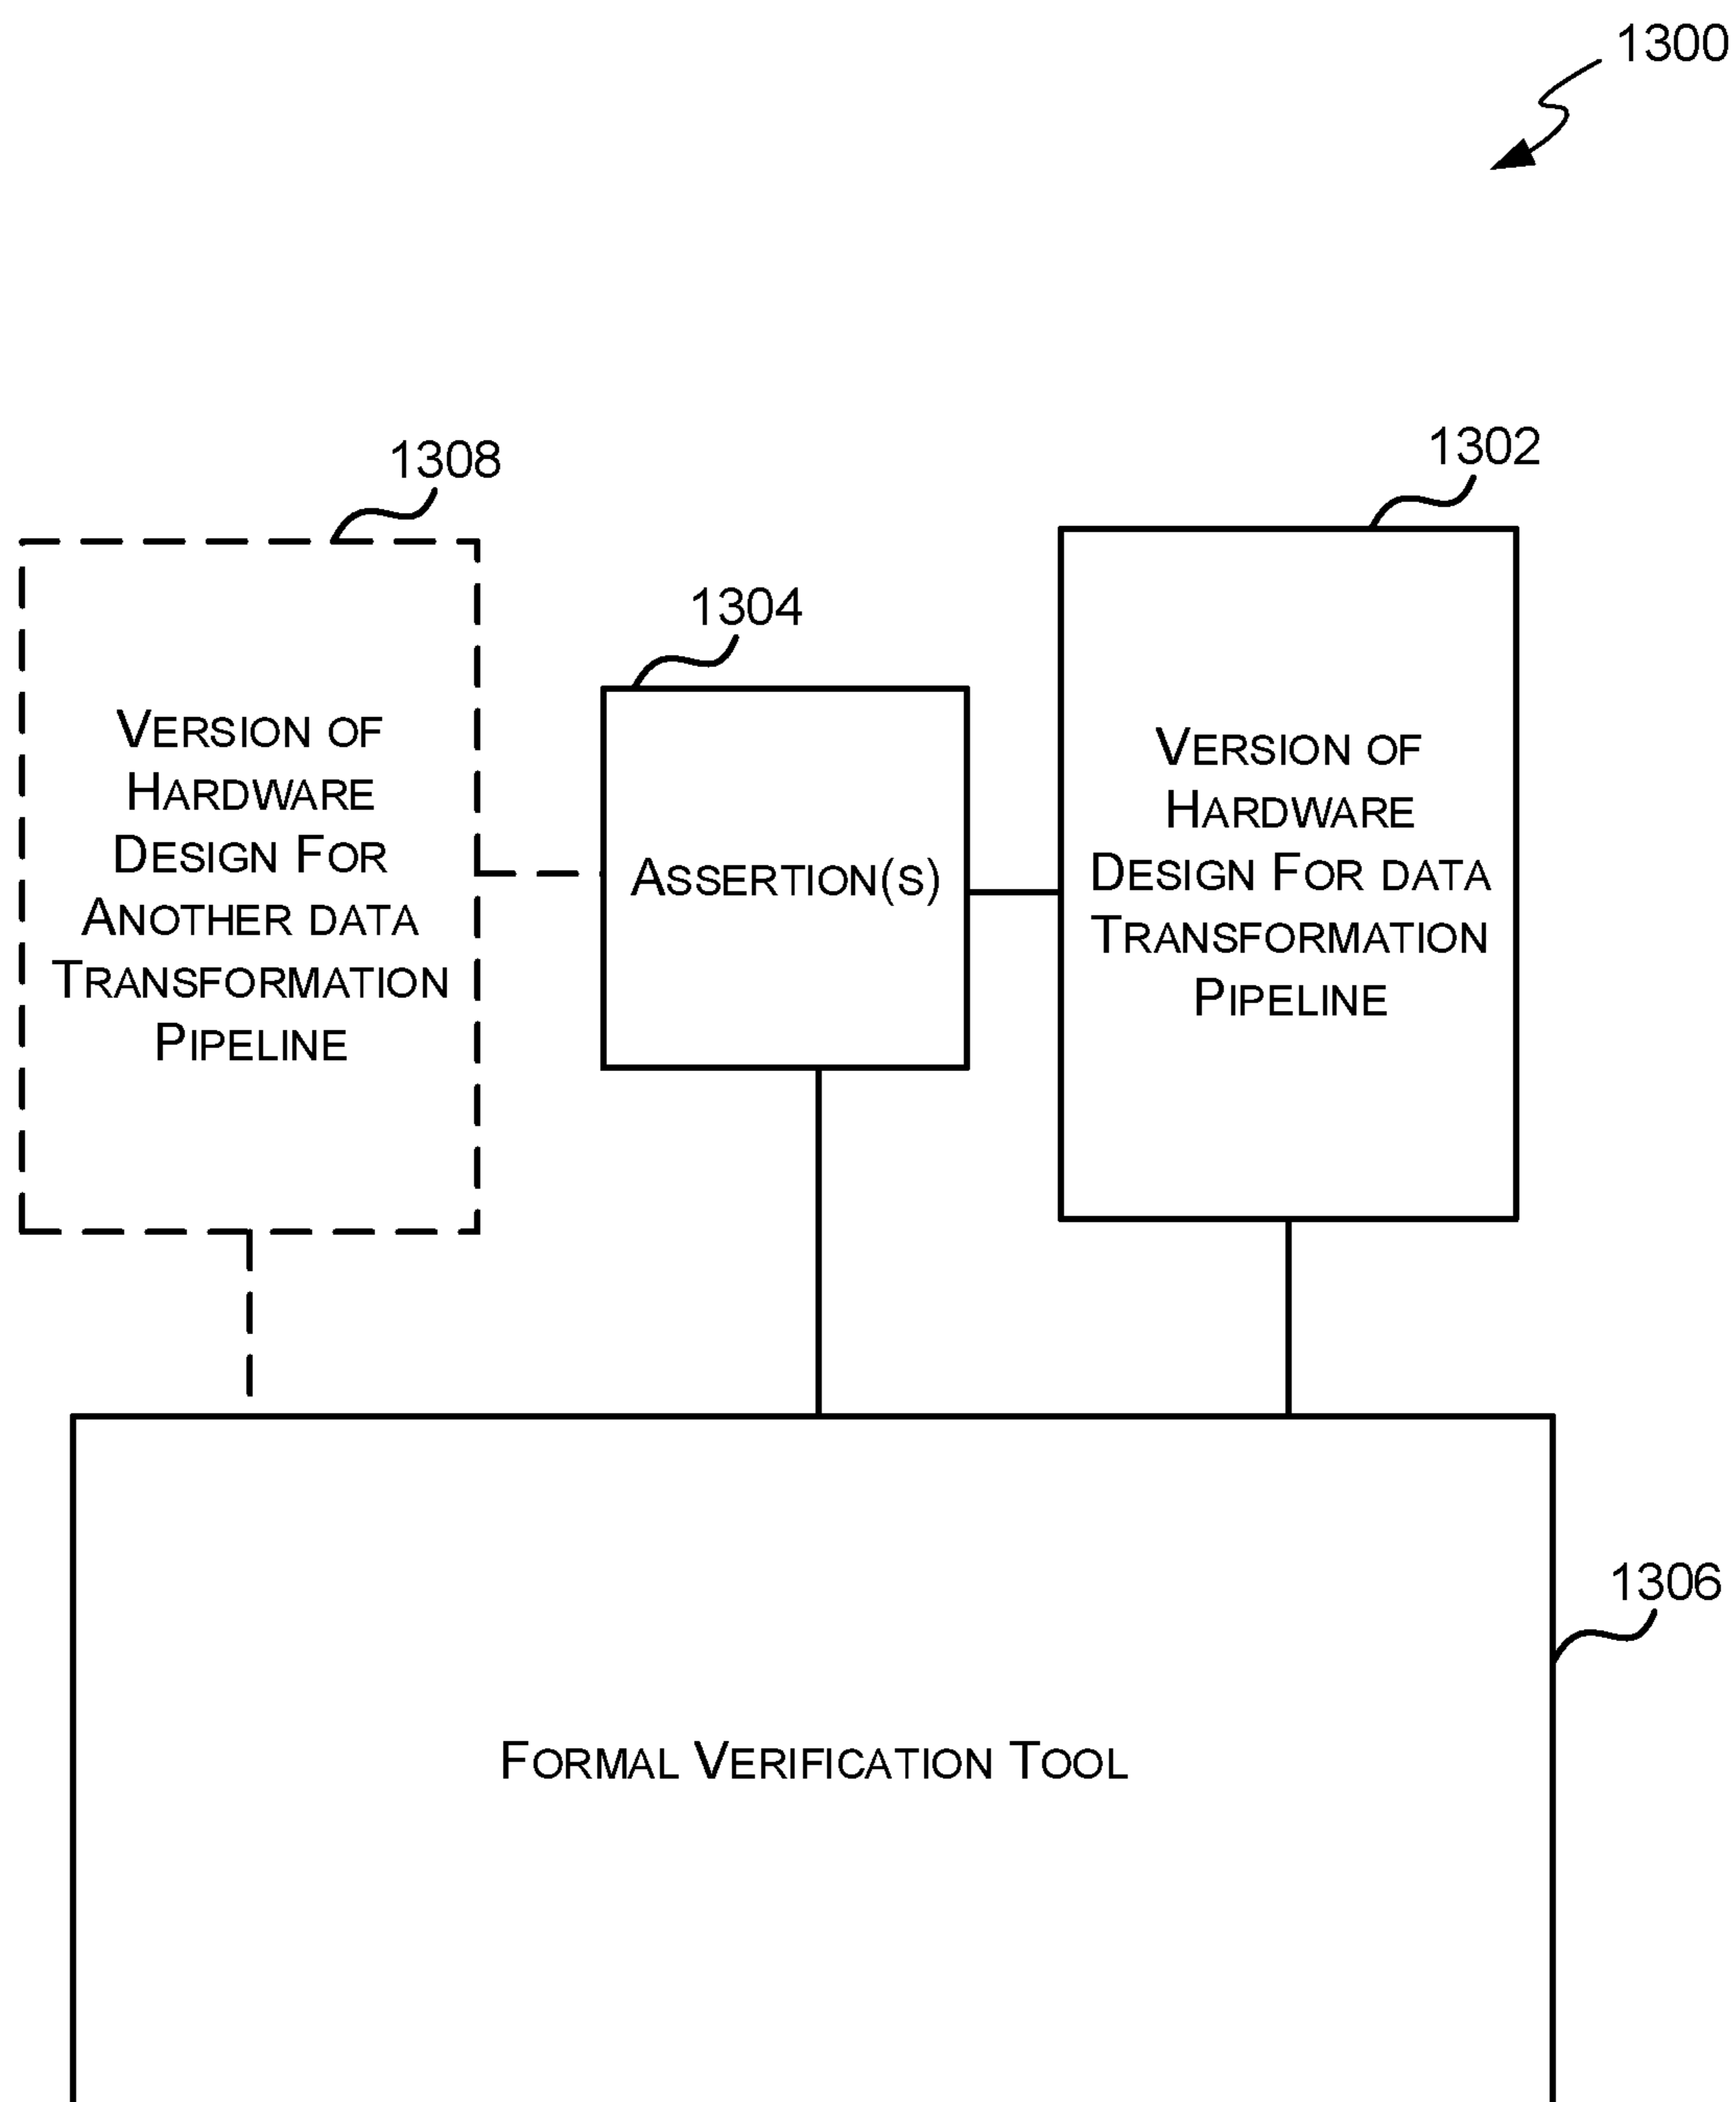 1300
1308
1302
1304
VERSION OF
HARDWARE
DESIGN FOR
ANOTHER DATA
TRANSFORMATION
PIPELINE
ASSERTION(S)
VERSION OF
HARDWARE
DESIGN FOR DATA
TRANSFORMATION
PIPELINE
1306
FORMAL VERIFICATION TOOL